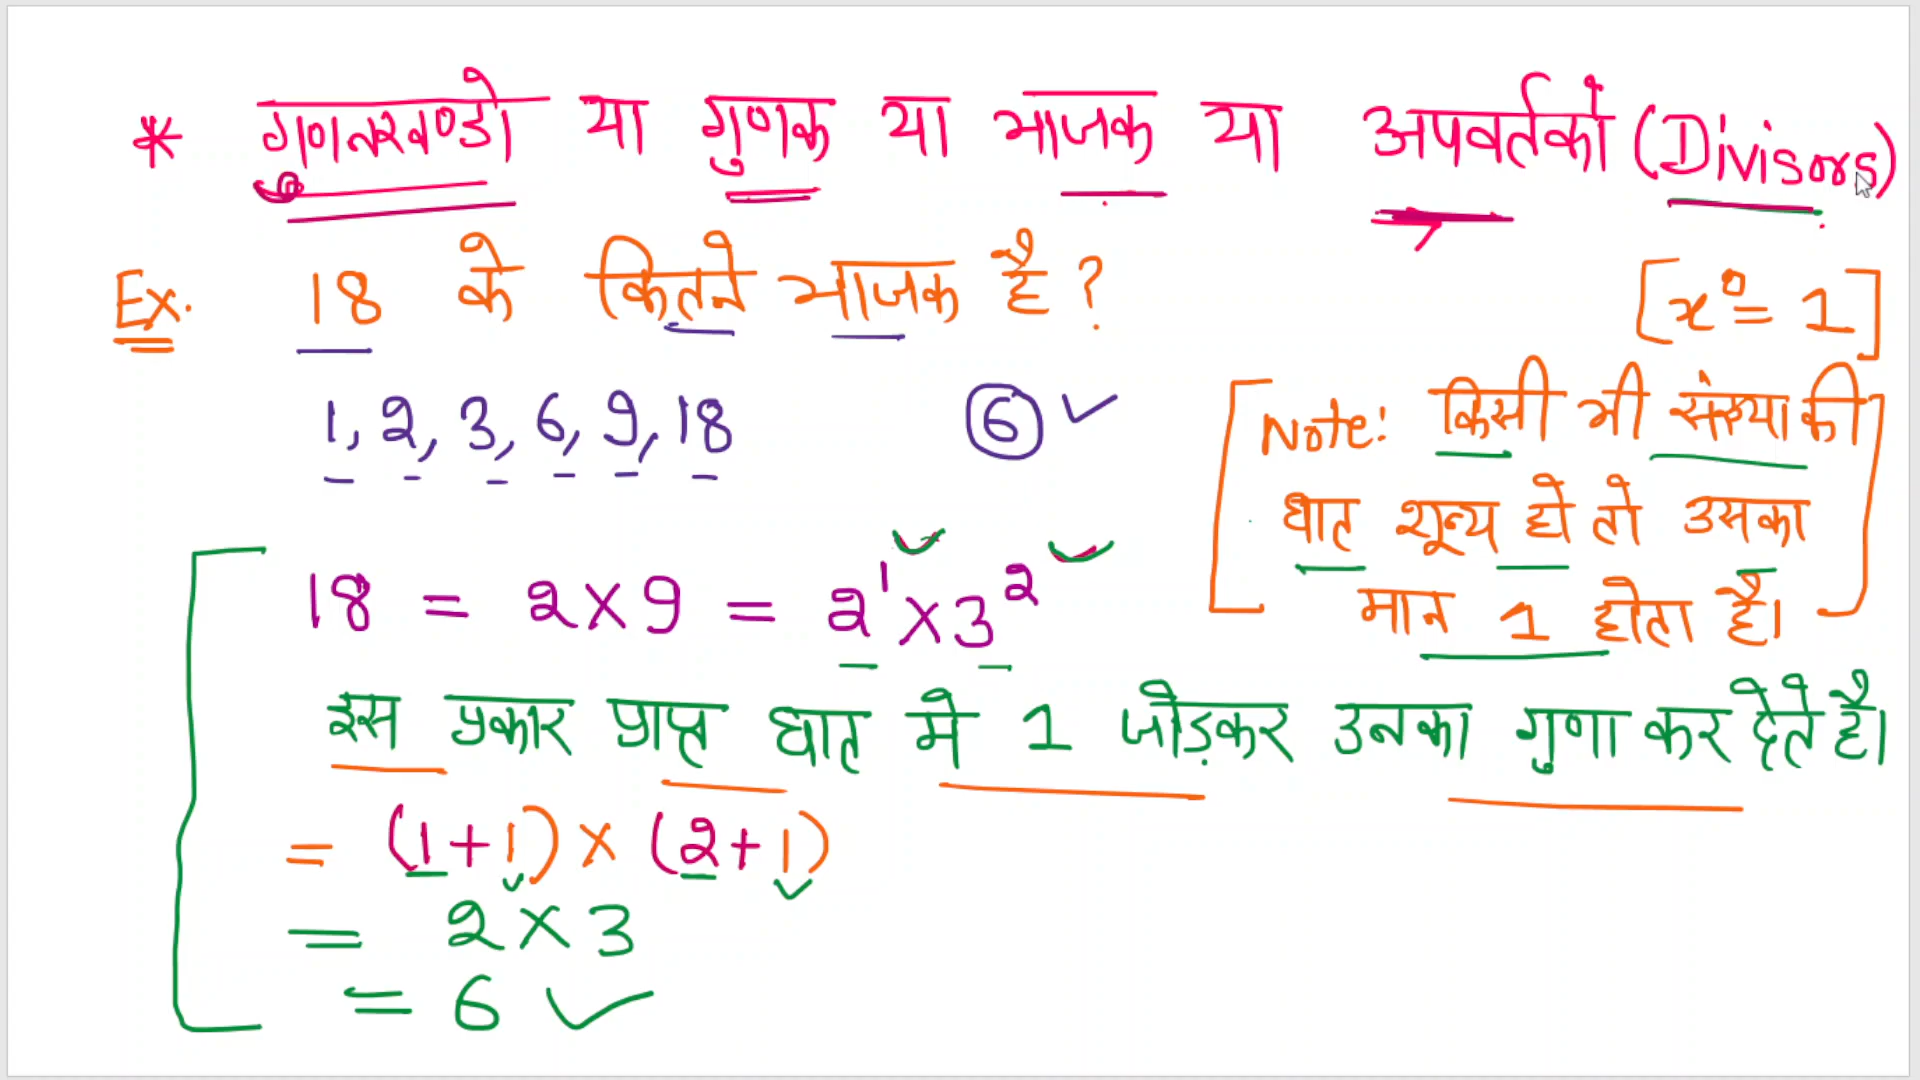 * गुणनखण्डो या गुणक या भाजक या अपवर्तको (Divisors)
Ex. 18 के कितने भाजक है ?
[x⁰ = 1]
1, 2, 3, 6, 9, 18
6 ✓
Note: किसी भी संख्या की
घात शून्य हो तो उसका
मान 1 होता है।
18 = 2 × 9 = 2¹ × 3²
इस प्रकार प्राप्त घात में 1 जोड़कर उनका गुणा कर देते है।
= (1+1) × (2+1)
= 2 × 3
= 6 ✓